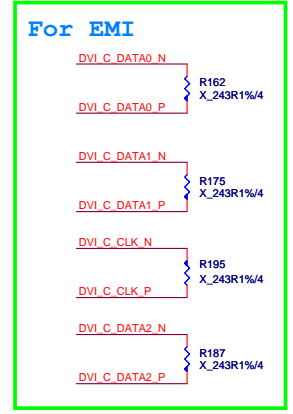 For EMI
DVI_C_DATA0_N
R162
X_243R1%/4
DVI_C_DATA0_P
DVI_C_DATA1_N
R175
X_243R1%/4
DVI_C_DATA1_P
DVI_C_CLK_N
R195
X_243R1%/4
DVI_C_CLK_P
DVI_C_DATA2_N
R187
X_243R1%/4
DVI_C_DATA2_P